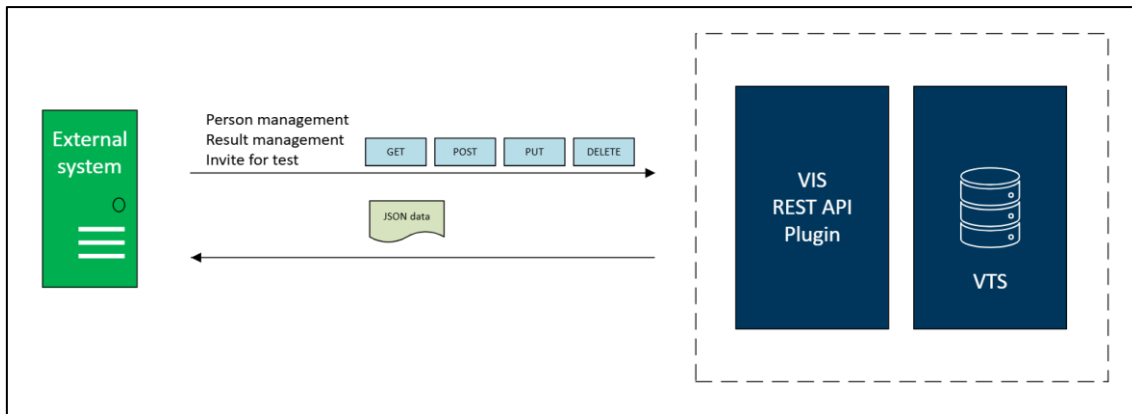 External
system
Person management
Result management
Invite for test
GET
POST
PUT
DELETE
JSON data
VIS
REST API
Plugin
VTS